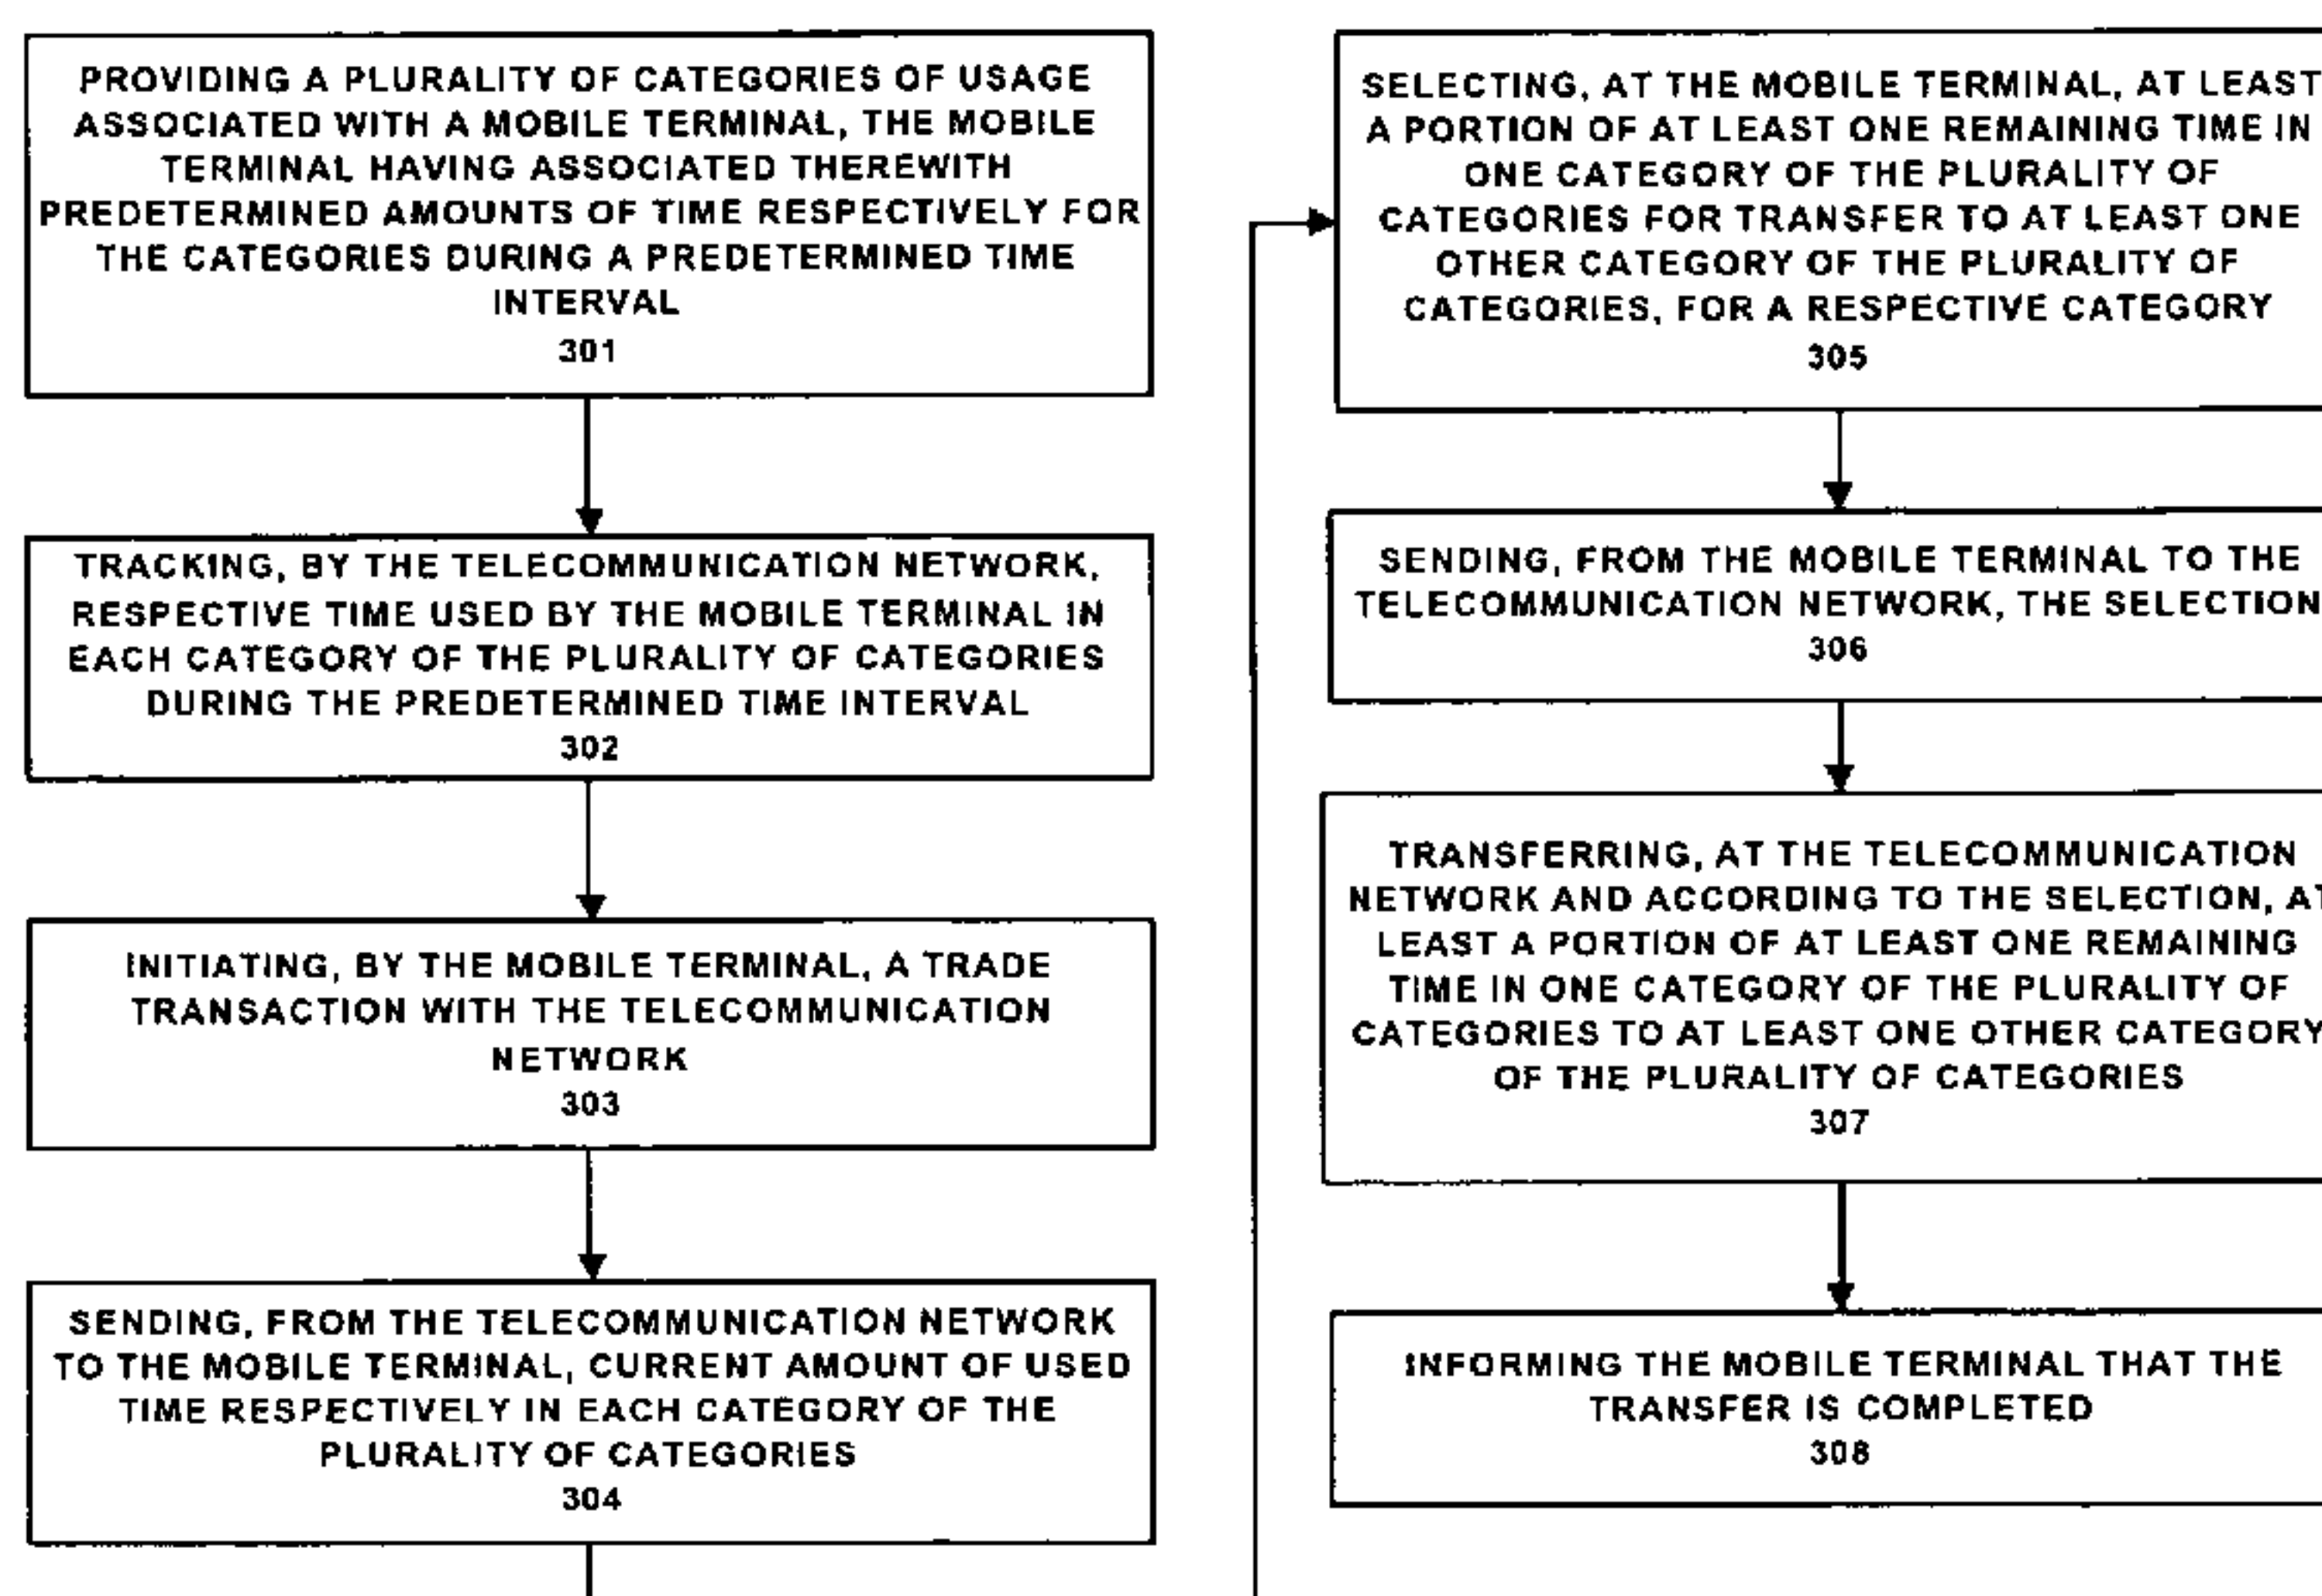 PROVIDING A PLURALITY OF CATEGORIES OF USAGE
ASSOCIATED WITH A MOBILE TERMINAL, THE MOBILE
TERMINAL HAVING ASSOCIATED THEREWITH
PREDETERMINED AMOUNTS OF TIME RESPECTIVELY FOR
THE CATEGORIES DURING A PREDETERMINED TIME
INTERVAL
301
TRACKING, BY THE TELECOMMUNICATION NETWORK,
RESPECTIVE TIME USED BY THE MOBILE TERMINAL IN
EACH CATEGORY OF THE PLURALITY OF CATEGORIES
DURING THE PREDETERMINED TIME INTERVAL
302
INITIATING, BY THE MOBILE TERMINAL, A TRADE
TRANSACTION WITH THE TELECOMMUNICATION
NETWORK
303
SENDING, FROM THE TELECOMMUNICATION NETWORK
TO THE MOBILE TERMINAL, CURRENT AMOUNT OF USED
TIME RESPECTIVELY IN EACH CATEGORY OF THE
PLURALITY OF CATEGORIES
304
SELECTING, AT THE MOBILE TERMINAL, AT LEAST
A PORTION OF AT LEAST ONE REMAINING TIME IN
ONE CATEGORY OF THE PLURALITY OF
CATEGORIES FOR TRANSFER TO AT LEAST ONE
OTHER CATEGORY OF THE PLURALITY OF
CATEGORIES, FOR A RESPECTIVE CATEGORY
305
SENDING, FROM THE MOBILE TERMINAL TO THE
TELECOMMUNICATION NETWORK, THE SELECTION
306
TRANSFERRING, AT THE TELECOMMUNICATION
NETWORK AND ACCORDING TO THE SELECTION, AT
LEAST A PORTION OF AT LEAST ONE REMAINING
TIME IN ONE CATEGORY OF THE PLURALITY OF
CATEGORIES TO AT LEAST ONE OTHER CATEGORY
OF THE PLURALITY OF CATEGORIES
307
INFORMING THE MOBILE TERMINAL THAT THE
TRANSFER IS COMPLETED
308